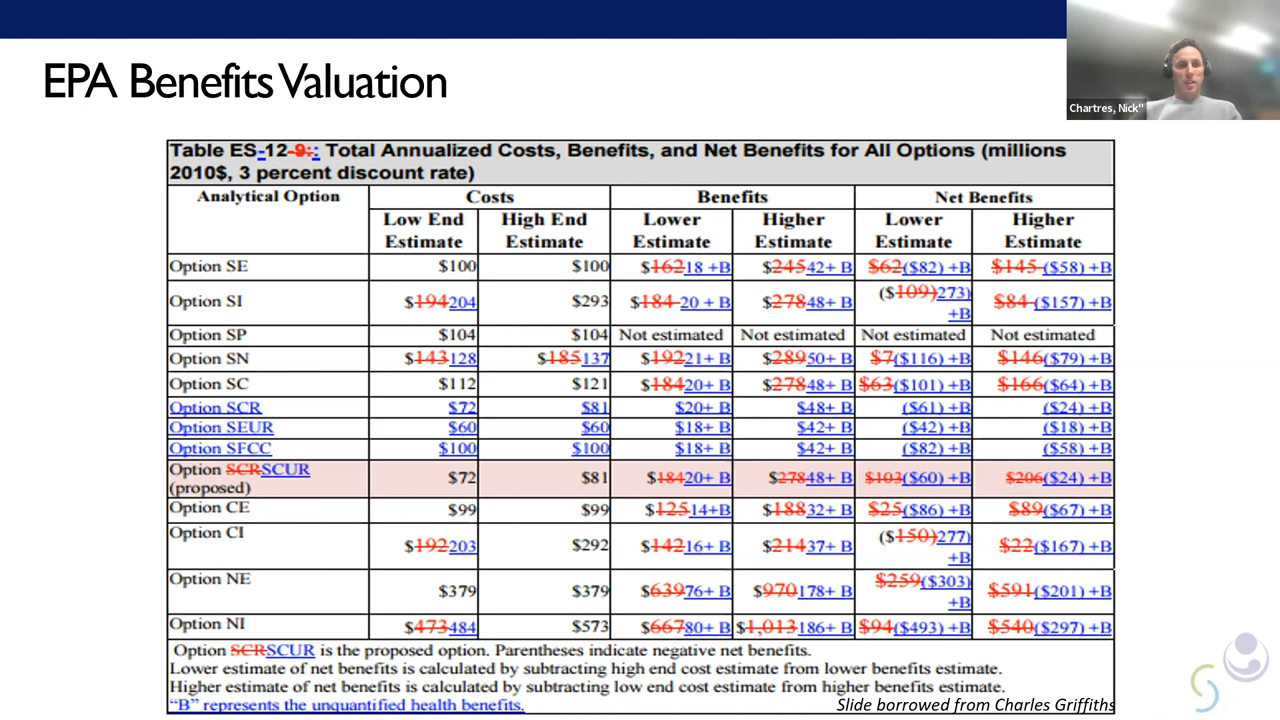 EPA Benefits Valuation
Chartres, Nick"
Table ES-12-9:: Total Annualized Costs, Benefits, and Net Benefits for All Options (millions
2010$, 3 percent discount rate)
Analytical Option Costs Benefits Net Benefits
Low End Estimate High End Estimate Lower Estimate Higher Estimate Lower Estimate Higher Estimate
Option SE $100 $100 $16218 +B $24542+ B $62($82) +B $145 ($58) +B
Option SI $194204 $293 $184 20 + B $27848+ B ($109)273) +B $84 ($157) +B
Option SP $104 $104 Not estimated Not estimated Not estimated Not estimated
Option SN $143128 $185137 $19221+ B $28950+ B $7($116) +B $146($79) +B
Option SC $112 $121 $18420+ B $27848+ B $63($101) +B $166($64) +B
Option SCR $72 $81 $20+ B $48+ B ($61) +B ($24) +B
Option SEUR $60 $60 $18+ B $42+ B ($42) +B ($18) +B
Option SFCC $100 $100 $18+ B $42+ B ($82) +B ($58) +B
Option SCRSCUR (proposed) $72 $81 $18420+ B $27848+ B $103($60) +B $206($24) +B
Option CE $99 $99 $12514+B $18832+ B $25($86) +B $89($67) +B
Option CI $192203 $292 $14216+ B $21437+ B ($150)277) +B $22($167) +B
Option NE $379 $379 $63976+ B $970178+ B $259($303) +B $591($201) +B
Option NI $473484 $573 $66780+ B $1,013186+ B $94($493) +B $540($297) +B
Option SCRSCUR is the proposed option. Parentheses indicate negative net benefits.
Lower estimate of net benefits is calculated by subtracting high end cost estimate from lower benefits estimate.
Higher estimate of net benefits is calculated by subtracting low end cost estimate from higher benefits estimate.
“B” represents the unquantified health benefits.
Slide borrowed from Charles Griffiths